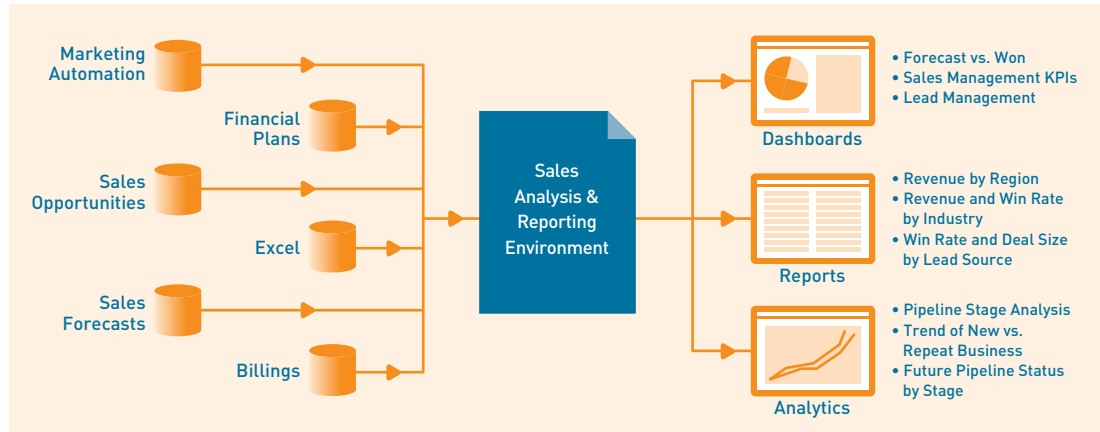 Marketing
Automation
Financial
Plans
Sales
Opportunities
Excel
Sales
Forecasts
Billings
Sales
Analysis &
Reporting
Environment
Dashboards
• Forecast vs. Won
• Sales Management KPIs
• Lead Management
Reports
• Revenue by Region
• Revenue and Win Rate
by Industry
• Win Rate and Deal Size
by Lead Source
Analytics
• Pipeline Stage Analysis
• Trend of New vs.
Repeat Business
• Future Pipeline Status
by Stage